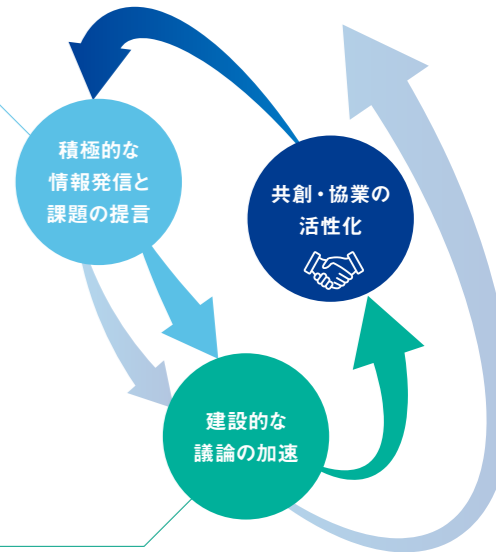 積極的な
情報発信と
課題の提言
共創・協業の
活性化
建設的な
議論の加速